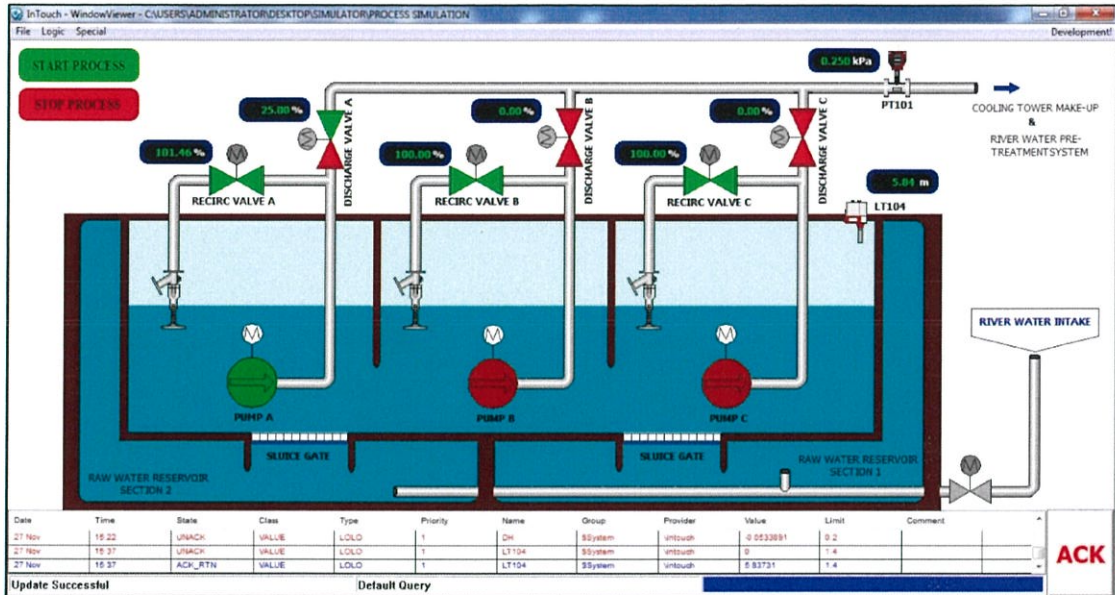 InTouch - WindowViewer - C:\USERS\ADMINISTRATOR\DESKTOP\SIMULATOR\PROCESS SIMULATION
File Logic Special
Development!
START PROCESS
STOP PROCESS
0.250 kPa
PT101
COOLING TOWER MAKE-UP
&
RIVER WATER PRE-
TREATMENTSYSTEM
25.00 %
DISCHARGE VALVE A
0.00 %
DISCHARGE VALVE B
0.00 %
DISCHARGE VALVE C
101.46 %
M
RECIRC VALVE A
100.00 %
M
RECIRC VALVE B
100.00 %
M
RECIRC VALVE C
5.84 m
LT104
RIVER WATER INTAKE
M
PUMP A
M
PUMP B
M
PUMP C
SLUICE GATE
SLUICE GATE
RAW WATER RESERVOIR
SECTION 2
RAW WATER RESERVOIR
SECTION 1
M
Date Time State Class Type Priority Name Group Provider Value Limit Comment
27 Nov 15:22 UNACK VALUE LOLO 1 DH $System \intouch -0.0533891 0.2
27 Nov 15:37 UNACK VALUE LOLO 1 LT104 $System \intouch 0 1.4
27 Nov 15:37 ACK_RTN VALUE LOLO 1 LT104 $System \intouch 5.83731 1.4
ACK
Update Successful Default Query